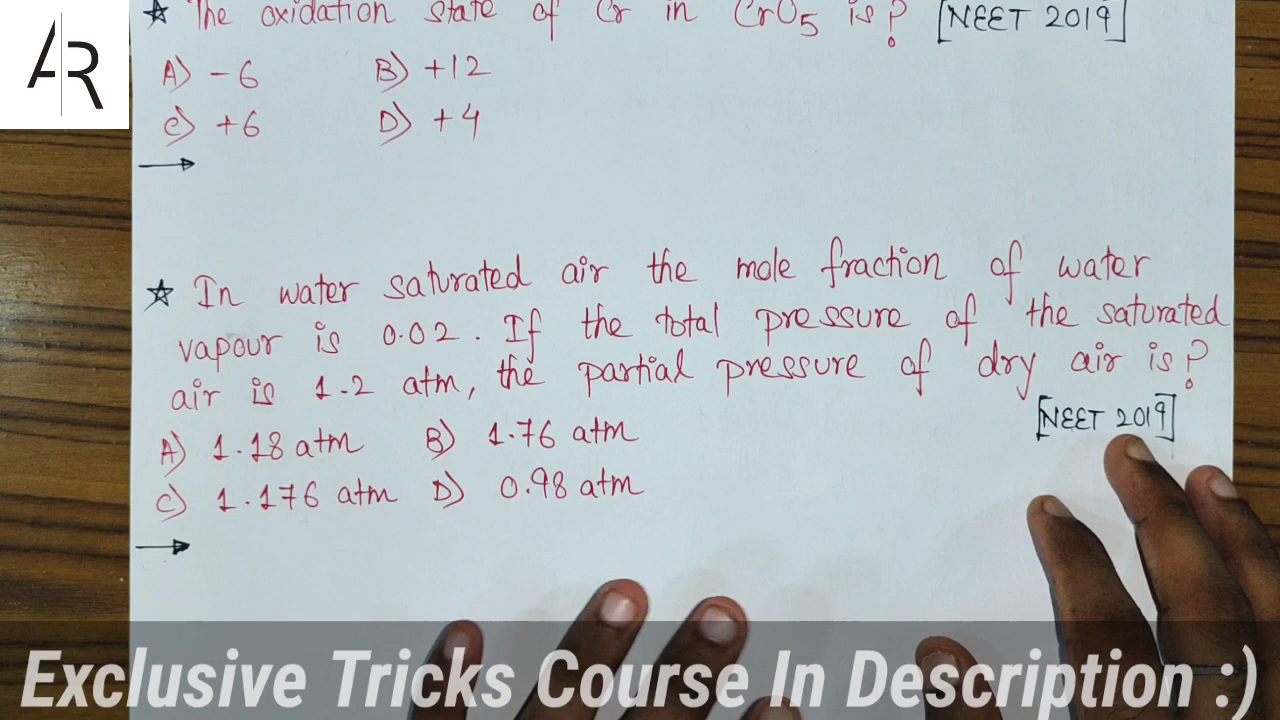 AR
☆ The oxidation state of Cr in CrO5 is? [NEET 2019]
A) -6 B) +12
C) +6 D) +4
☆ In water saturated air the mole fraction of water
vapour is 0.02. If the total pressure of the saturated
air is 1.2 atm, the partial pressure of dry air is?
[NEET 2019]
A) 1.18 atm B) 1.76 atm
C) 1.176 atm D) 0.98 atm
Exclusive Tricks Course In Description :)